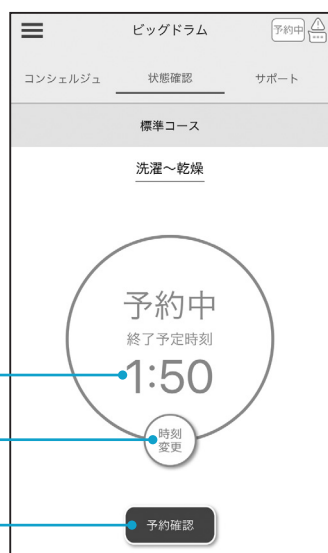 ビッグドラム
予約中
コンシェルジュ
状態確認
サポート
標準コース
洗濯～乾燥
予約中
終了予定時刻
1:50
時刻
変更
予約確認